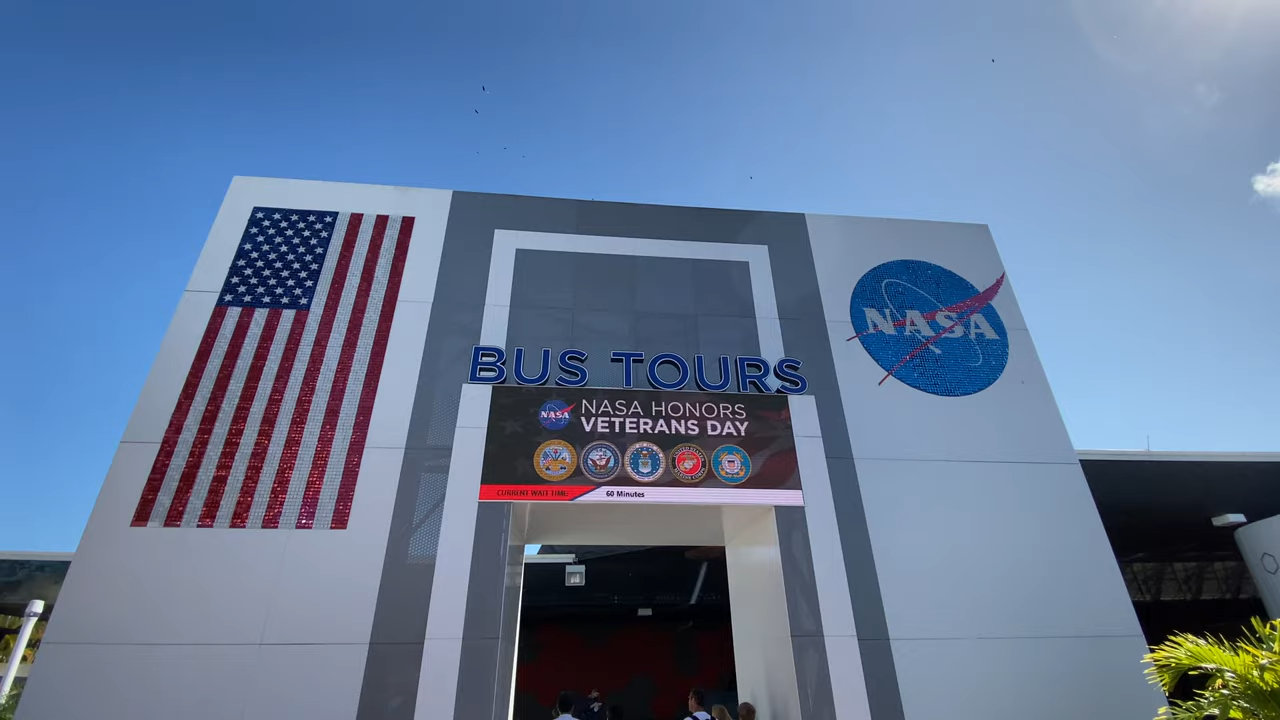 NASA
BUS TOURS
NASA
NASA HONORS
VETERANS DAY
CURRENT WAIT TIME:
60 Minutes